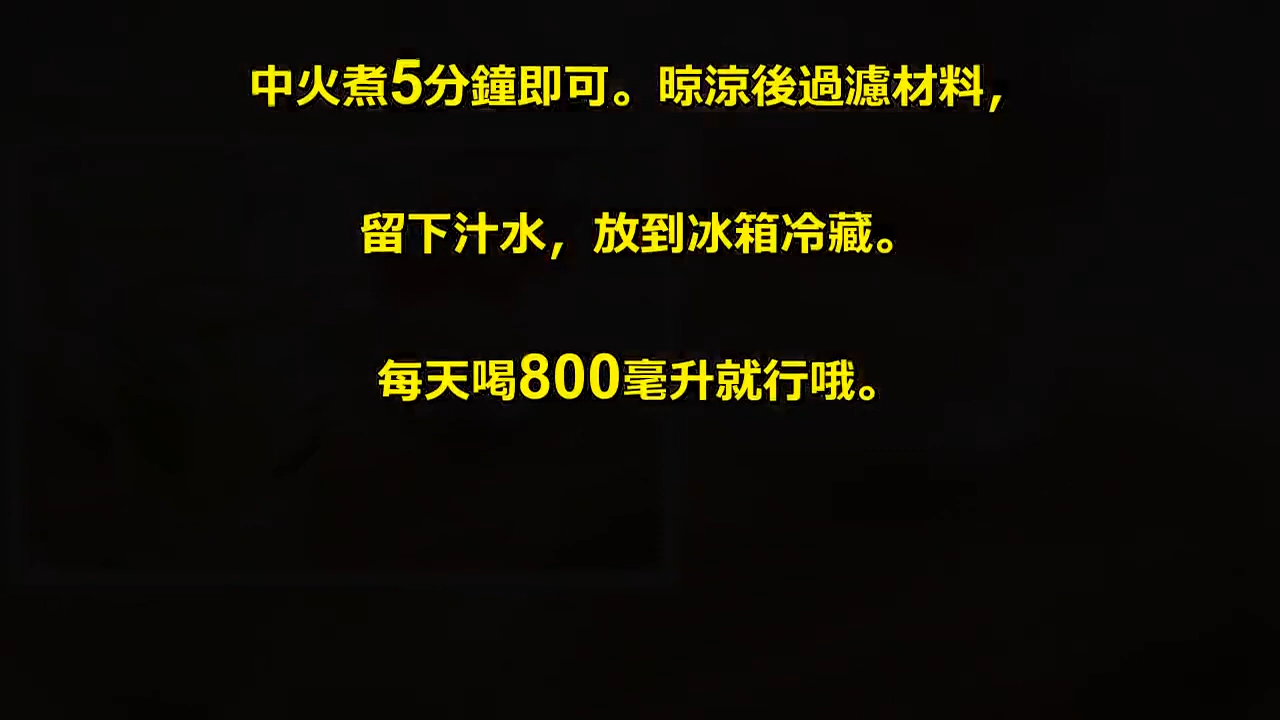 中火煮5分鐘即可。晾涼後過濾材料，
留下汁水，放到冰箱冷藏。
每天喝800毫升就行哦。